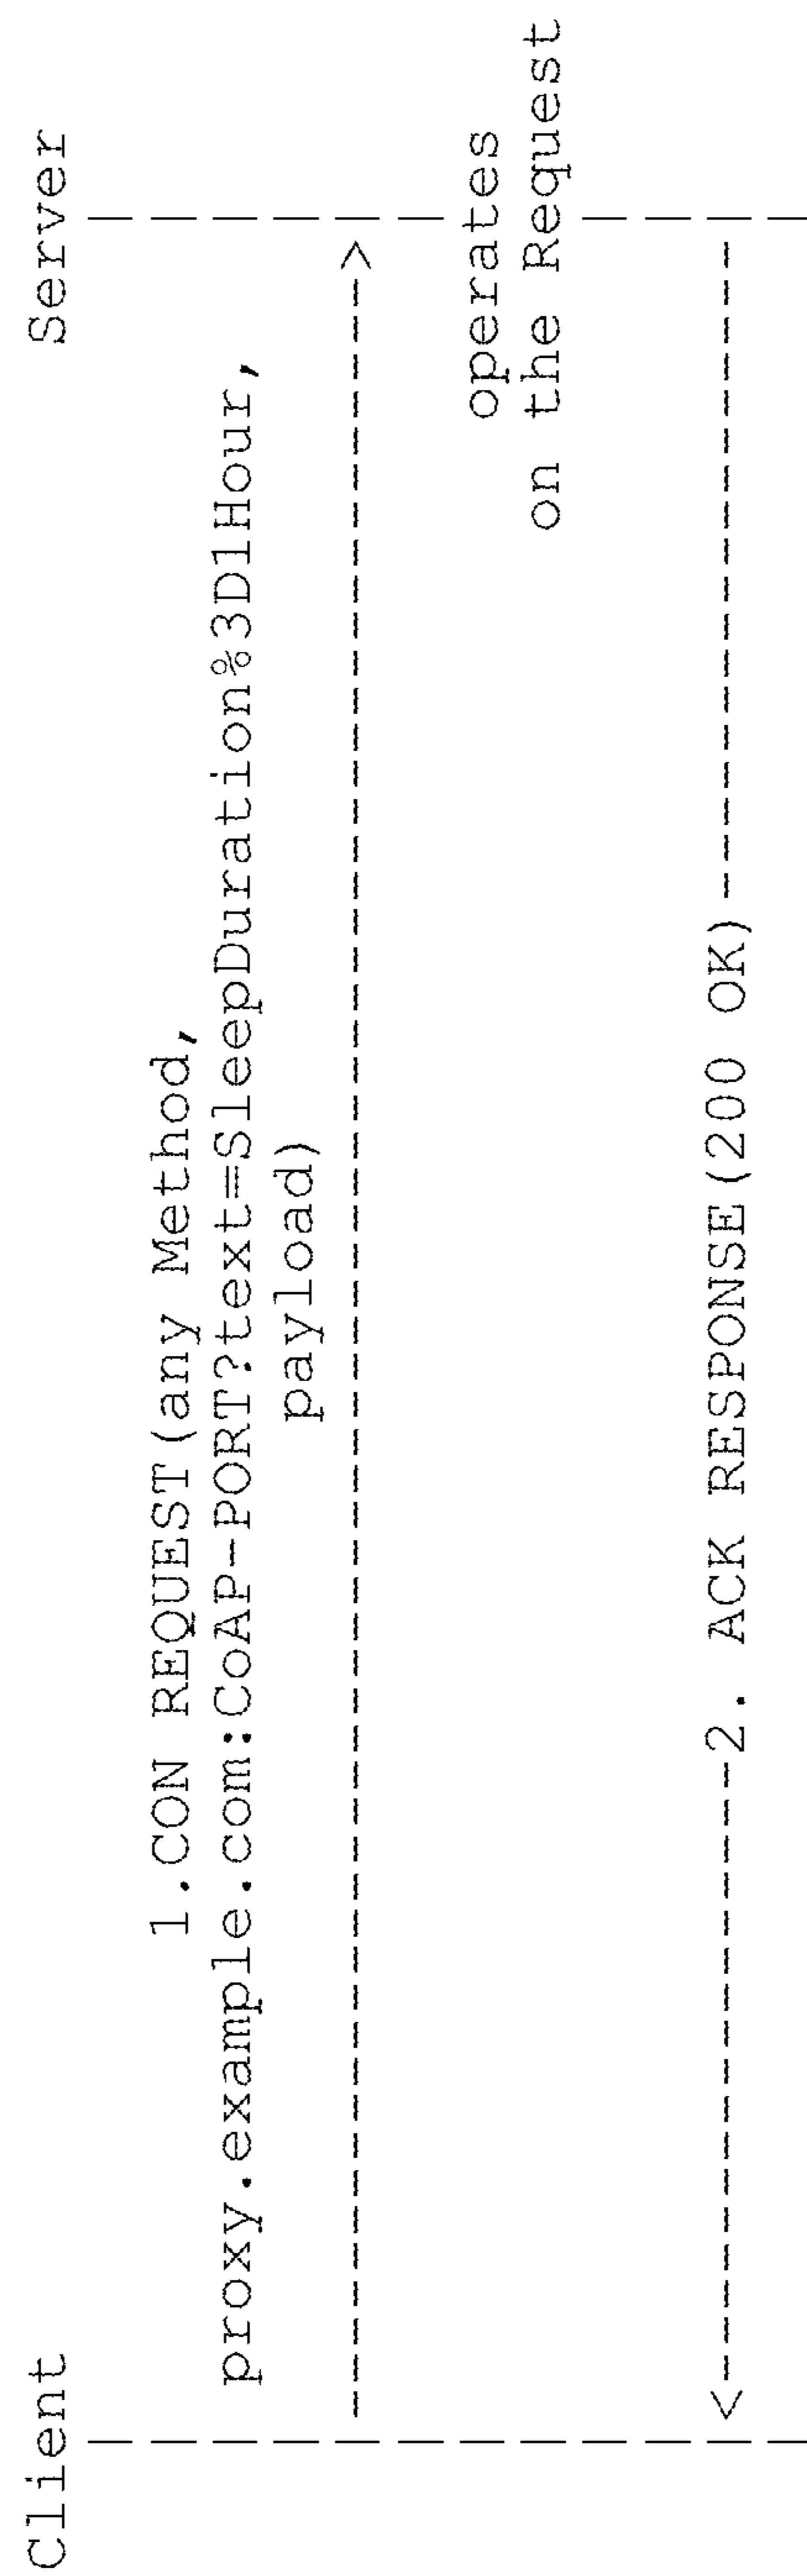 Client Server
1.CON REQUEST(any Method,
proxy.example.com:CoAP-PORT?text=SleepDuration%3D1Hour,
payload)
operates
on the Request
2. ACK RESPONSE(200 OK)